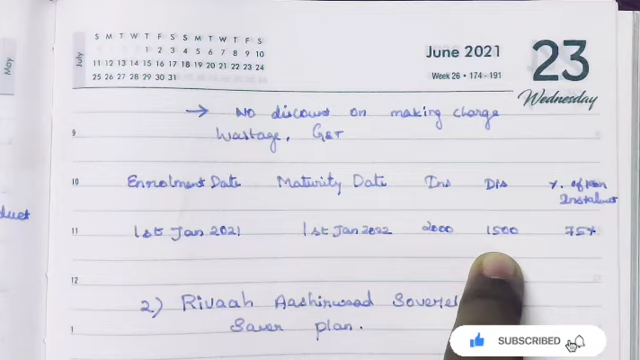 S M T W T F S S M T W T F S
1 2 3 4 5 6 7 8 9 10
11 12 13 14 15 16 17 18 19 20 21 22 23 24
25 26 27 28 29 30 31
July
May
June 2021
Week 26 • 174 - 191
23
Wednesday
→ No discount on making charge
9
wastage, GST
10
Enrolment Date Maturity Date Ins Dis % of Mon
Instalment
11
1st Jan 2021 1st Jan 2022 2000 1500 75%
12
2) Rivaah Aashirwaad
1
Saver plan.
SUBSCRIBED